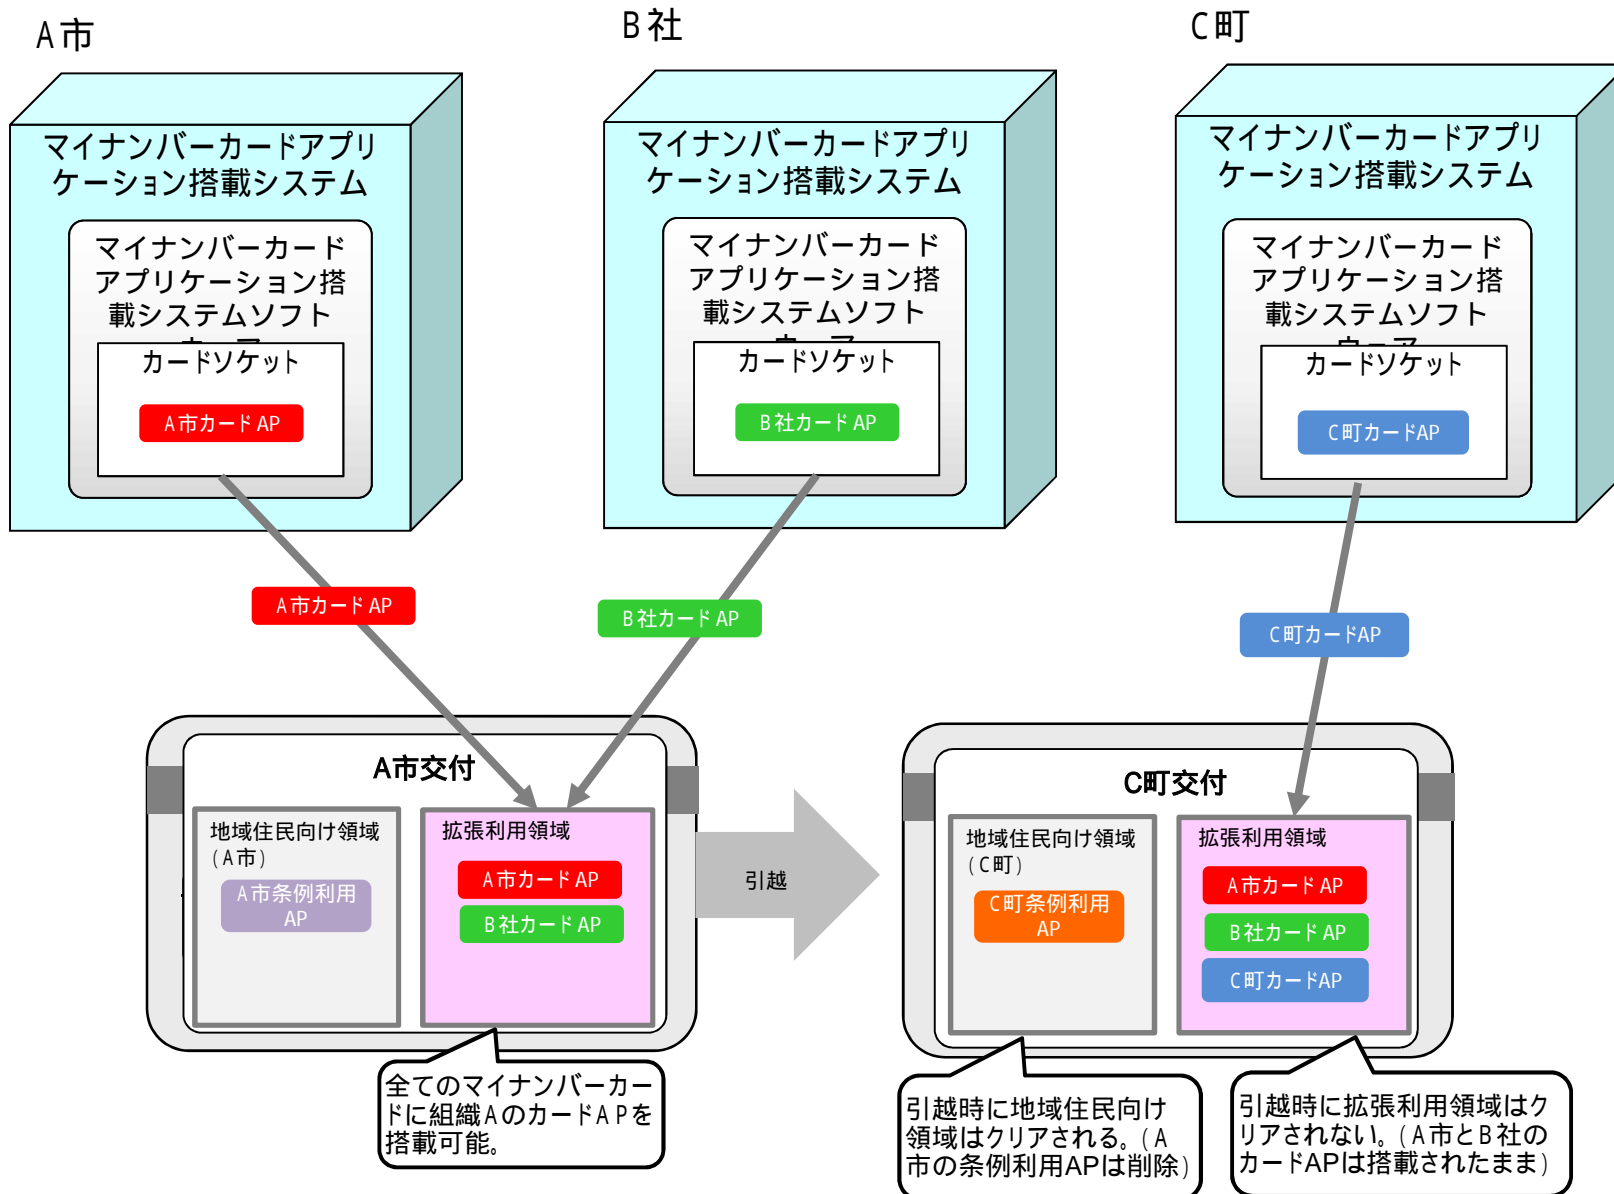 A市
B社
C町
マイナンバーカードアプリ
ケーション搭載システム
マイナンバーカード
アプリケーション搭
載システムソフト
カードソケット
A市カードAP
マイナンバーカードアプリ
ケーション搭載システム
マイナンバーカード
アプリケーション搭
載システムソフト
カードソケット
B社カードAP
マイナンバーカードアプリ
ケーション搭載システム
マイナンバーカード
アプリケーション搭
載システムソフト
ウェア
カードソケット
C町カードAP
A市カードAP
B社カードAP
C町カードAP
A市交付
地域住民向け領域
(A市)
A市条例利用
AP
拡張利用領域
A市カードAP
B社カードAP
引越
C町交付
地域住民向け領域
(C町)
C町条例利用
AP
拡張利用領域
A市カードAP
B社カードAP
C町カードAP
全てのマイナンバーカー
ドに組織AのカードAPを
搭載可能。
引越時に地域住民向け
領域はクリアされる。(A
市の条例利用APは削除)
引越時に拡張利用領域はク
リアされない。(A市とB社の
カードAPは搭載されたまま)